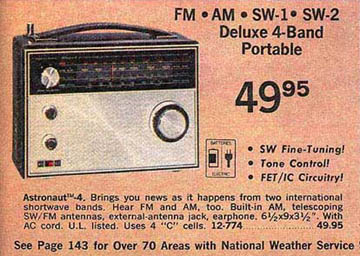 FM • AM • SW-1 • SW-2
Deluxe 4-Band
Portable
49⁹⁵
BATTERIES
ELECTRIC
• SW Fine-Tuning!
• Tone Control!
• FET/IC Circuitry!
Astronaut™-4. Brings you news as it happens from two international
shortwave bands. Hear FM and AM, too. Built-in AM, telescoping
SW/FM antennas, external-antenna jack, earphone. 6½x9x3½". With
AC cord. U.L. listed. Uses 4 "C" cells. 12-774 .......... 49.95
See Page 143 for Over 70 Areas with National Weather Service